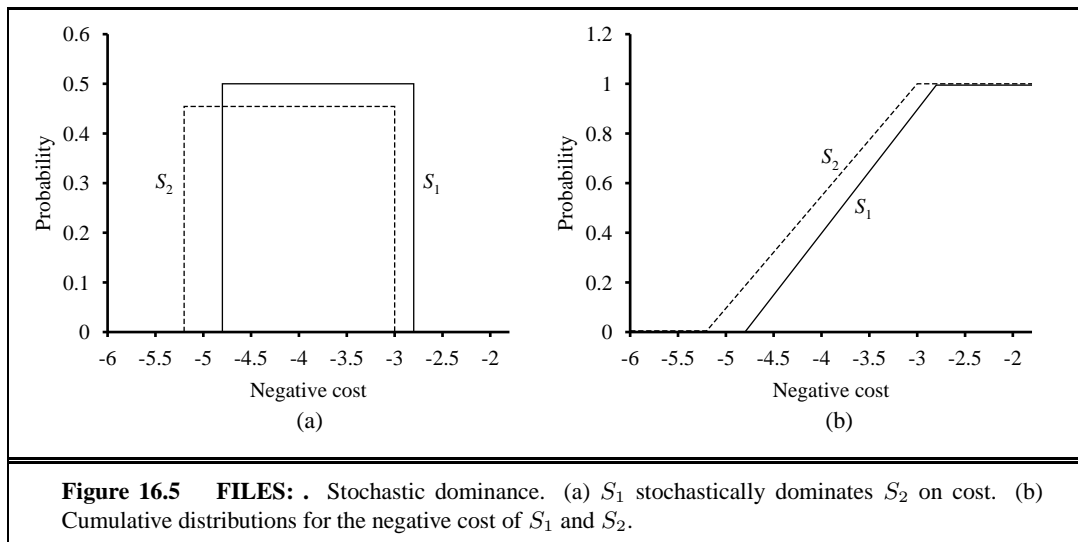 0.6
0.5
0.4
0.3
0.2
0.1
0
Probability
S2
S1
-6 -5.5 -5 -4.5 -4 -3.5 -3 -2.5 -2
Negative cost
(a)
1.2
1
0.8
0.6
0.4
0.2
0
Probability
S2
S1
-6 -5.5 -5 -4.5 -4 -3.5 -3 -2.5 -2
Negative cost
(b)
Figure 16.5 FILES: . Stochastic dominance. (a) S1 stochastically dominates S2 on cost. (b)
Cumulative distributions for the negative cost of S1 and S2.